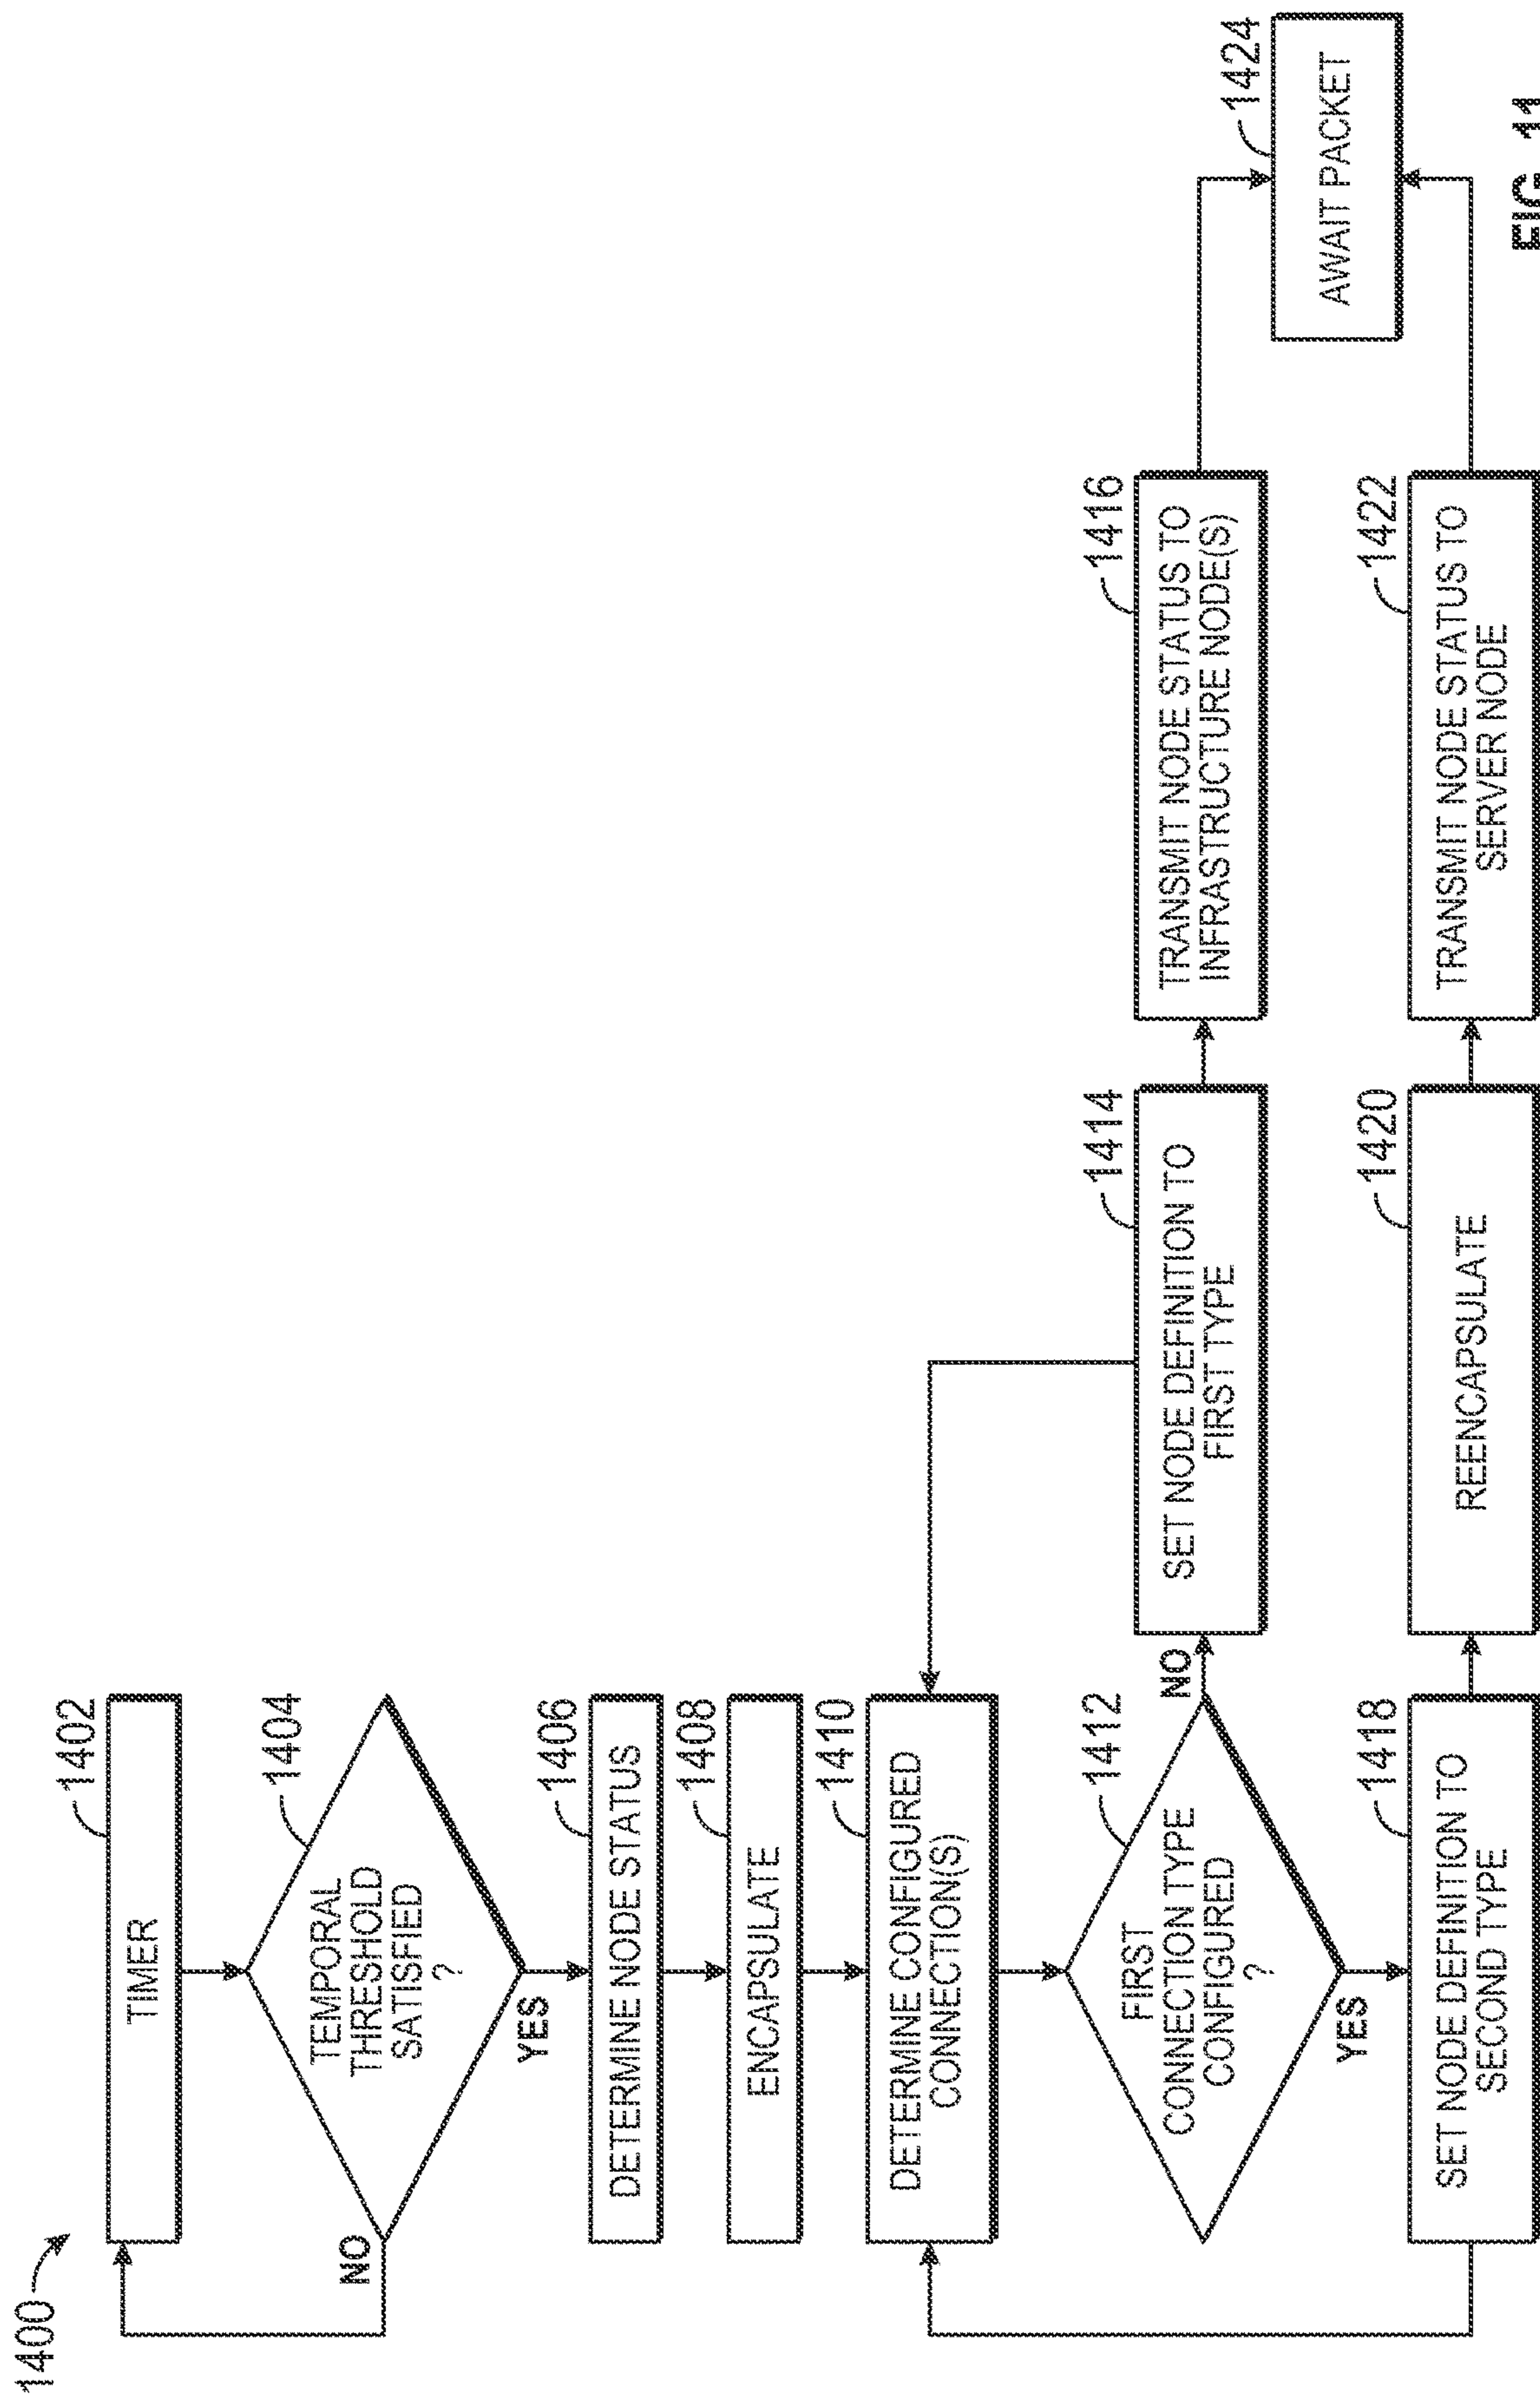 1400
1402
TIMER
1404
TEMPORAL
THRESHOLD
SATISFIED
?
NO
YES
1406
DETERMINE NODE STATUS
1408
ENCAPSULATE
1410
DETERMINE CONFIGURED
CONNECTION(S)
1412
FIRST
CONNECTION TYPE
CONFIGURED
?
NO
YES
1414
SET NODE DEFINITION TO
FIRST TYPE
1416
TRANSMIT NODE STATUS TO
INFRASTRUCTURE NODE(S)
1418
SET NODE DEFINITION TO
SECOND TYPE
1420
REENCAPSULATE
1422
TRANSMIT NODE STATUS TO
SERVER NODE
1424
AWAIT PACKET
FIG. 11